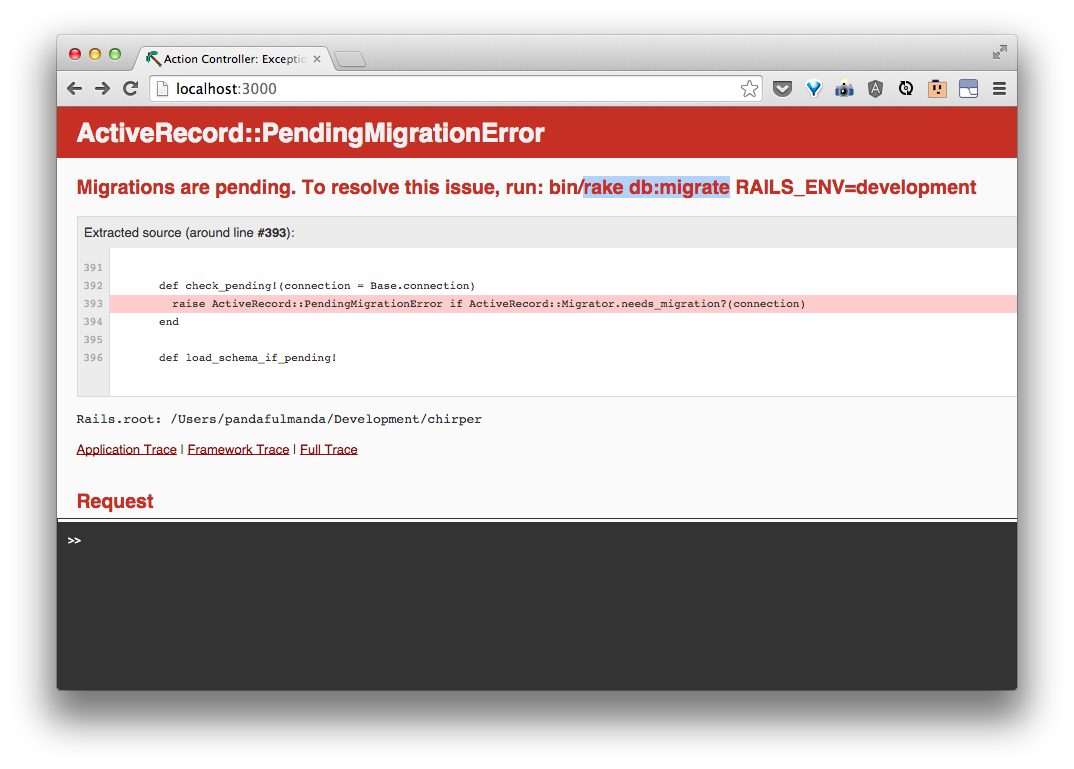 Action Controller: Exceptio
localhost:3000
ActiveRecord::PendingMigrationError
Migrations are pending. To resolve this issue, run: bin/rake db:migrate RAILS_ENV=development
Extracted source (around line #393):
391
392 def check_pending!(connection = Base.connection)
393 raise ActiveRecord::PendingMigrationError if ActiveRecord::Migrator.needs_migration?(connection)
394 end
395
396 def load_schema_if_pending!
Rails.root: /Users/pandafulmanda/Development/chirper
Application Trace | Framework Trace | Full Trace
Request
>>